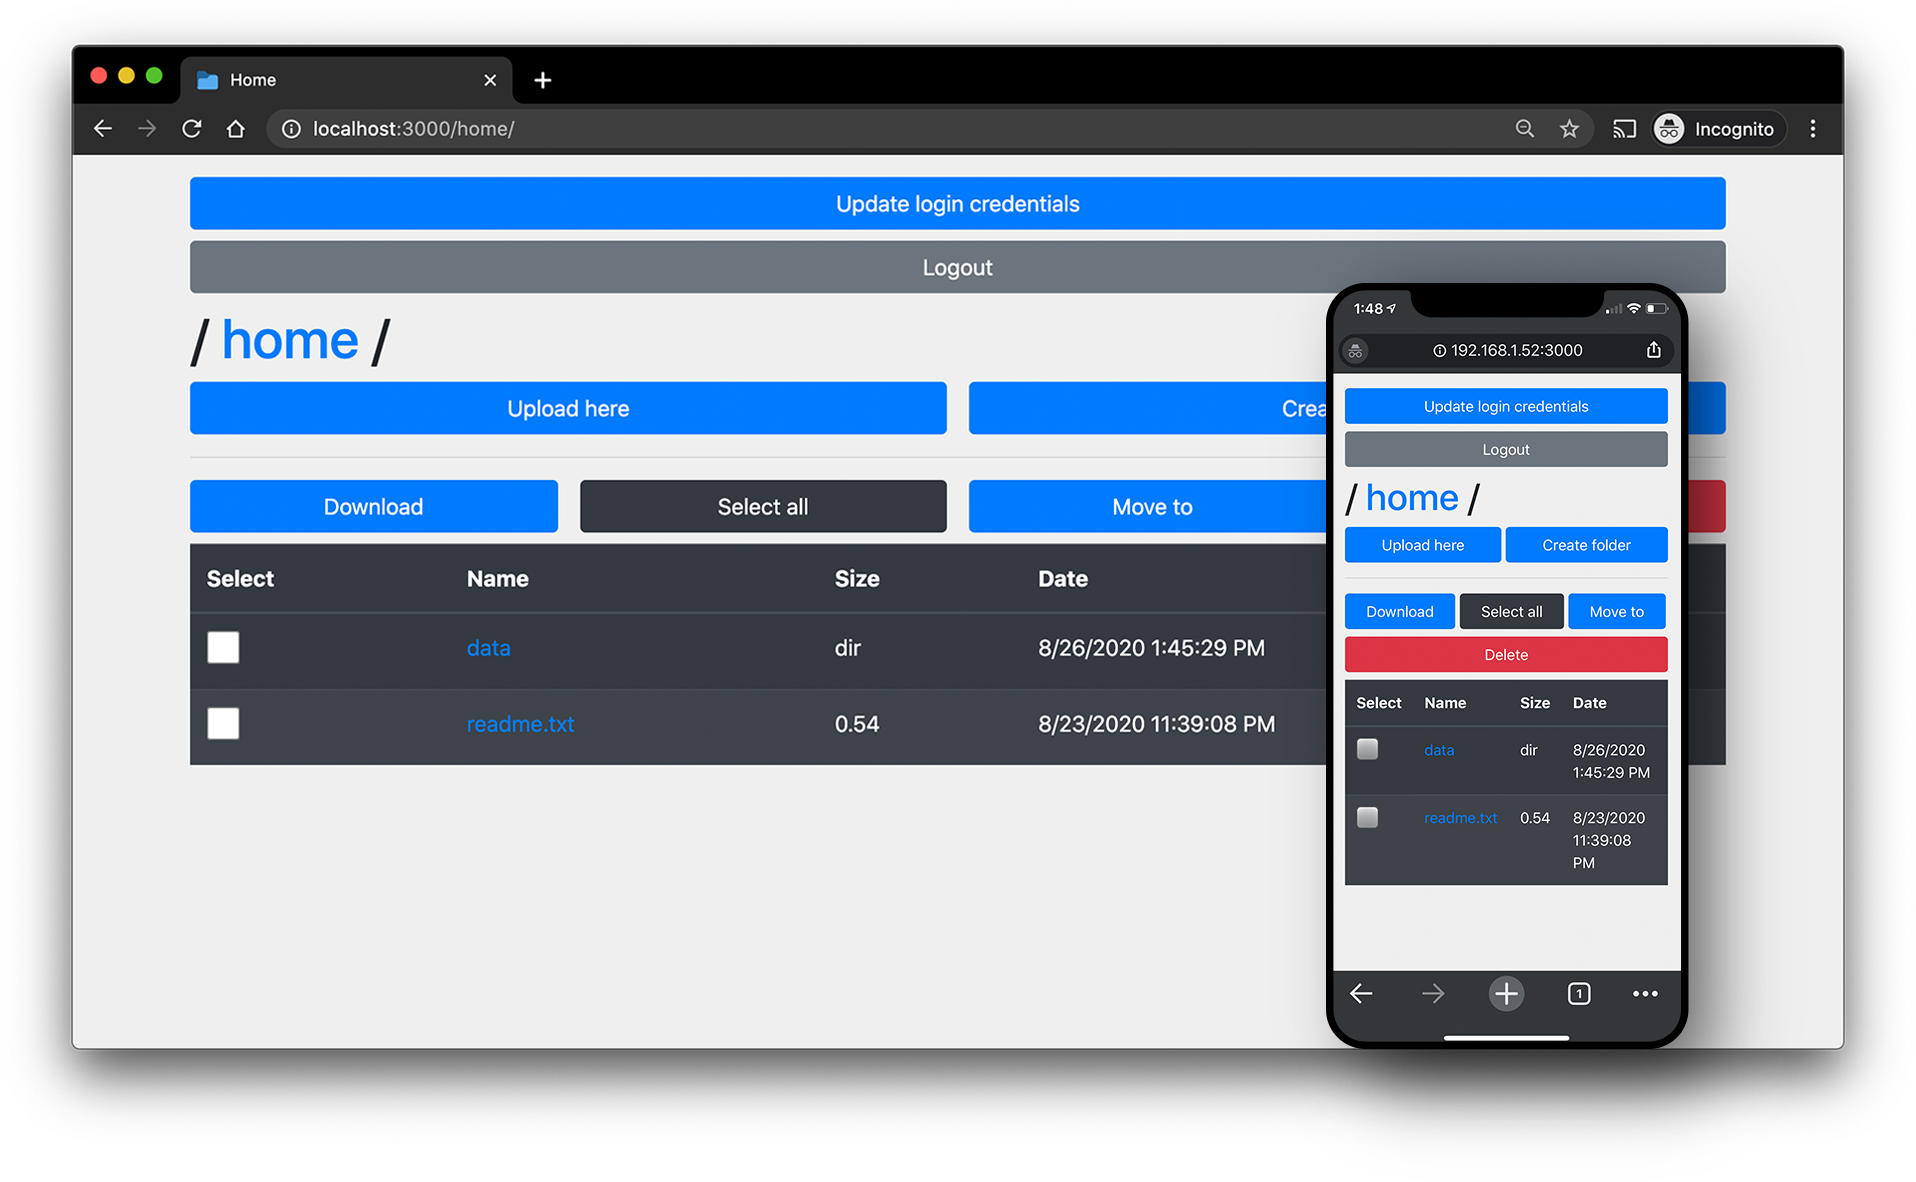 Home
localhost:3000/home/
Incognito
Update login credentials
Logout
/ home /
Upload here
Crea
Download Select all Move to
Select Name Size Date
data dir 8/26/2020 1:45:29 PM
readme.txt 0.54 8/23/2020 11:39:08 PM
1:48
192.168.1.52:3000
Update login credentials
Logout
/ home /
Upload here Create folder
Download Select all Move to
Delete
Select Name Size Date
data dir 8/26/2020
1:45:29 PM
readme.txt 0.54 8/23/2020
11:39:08
PM
1